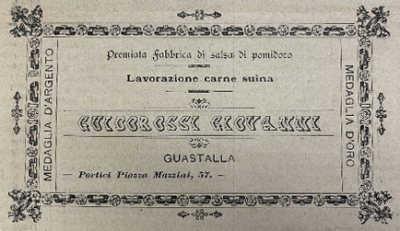 Premiata Fabbrica di salsa di pomidoro
Lavorazione carne suina
GUIDOROSSI GIOVANNI
GUASTALLA
— Portici Piazza Mazzini, 57. —
MEDAGLIA D'ARGENTO
MEDAGLIA D'ORO